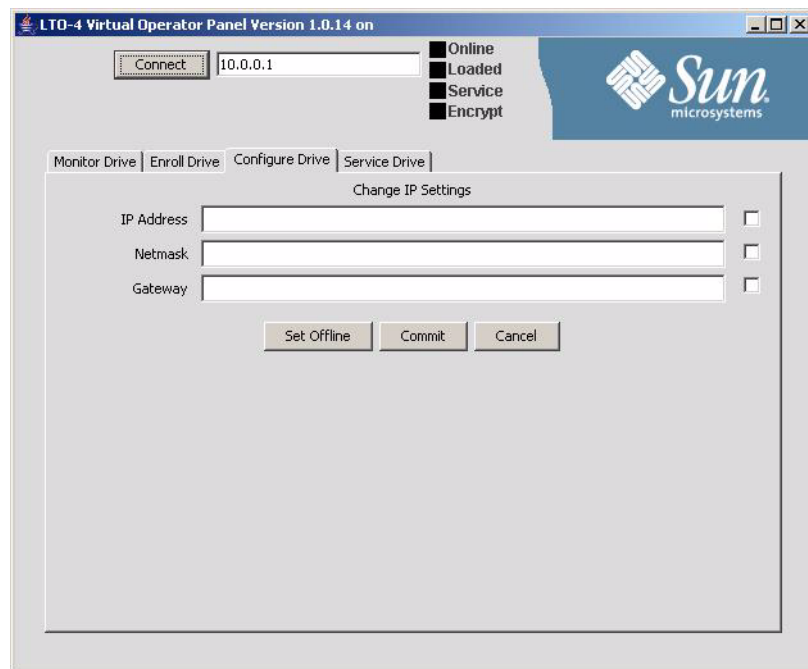 LTO-4 Virtual Operator Panel Version 1.0.14 on
Connect 10.0.0.1
Online
Loaded
Service
Encrypt
Sun
microsystems
Monitor Drive Enroll Drive Configure Drive Service Drive
Change IP Settings
IP Address
Netmask
Gateway
Set Offline Commit Cancel